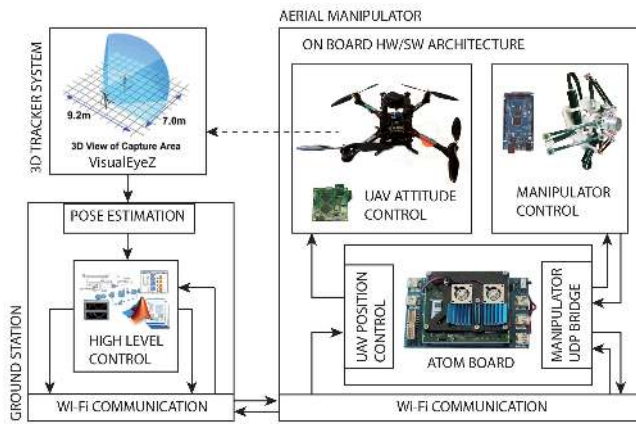 AERIAL MANIPULATOR
ON BOARD HW/SW ARCHITECTURE
3D TRACKER SYSTEM
9.2m
7.0m
3D View of Capture Area
VisualEyeZ
UAV ATTITUDE
CONTROL
MANIPULATOR
CONTROL
GROUND STATION
POSE ESTIMATION
HIGH LEVEL
CONTROL
UAV POSITION
CONTROL
ATOM BOARD
MANIPULATOR
UDP BRIDGE
WI-FI COMMUNICATION
WI-FI COMMUNICATION